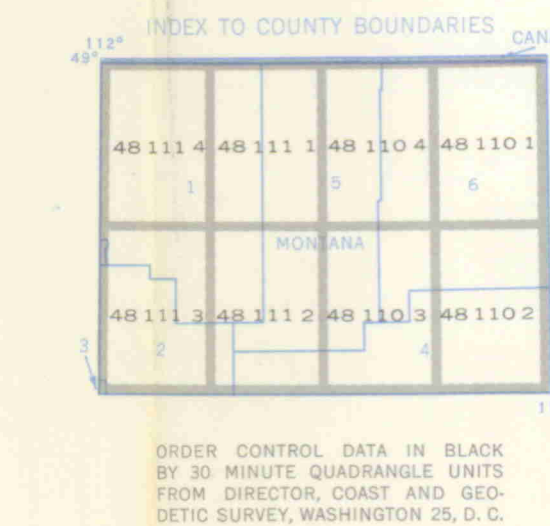 INDEX TO COUNTY BOUNDARIES
CAN
112°
49°
48 111 4 48 111 1 48 110 4 48 110 1
1 5 6
MONTANA
48 111 3 48 111 2 48 110 3 48 110 2
3 2 4
1
ORDER CONTROL DATA IN BLACK
BY 30 MINUTE QUADRANGLE UNITS
FROM DIRECTOR, COAST AND GEO-
DETIC SURVEY, WASHINGTON 25, D. C.